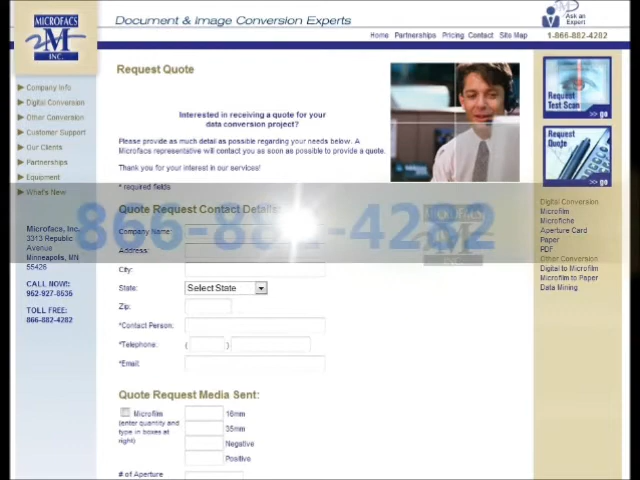 MICROFACS
M
INC.
Document & Image Conversion Experts
Ask an
Expert
Home Partnerships Pricing Contact Site Map
1-866-882-4282
Company Info
Digital Conversion
Other Conversion
Customer Support
Our Clients
Partnerships
Equipment
What's New
Microfacs, Inc.
3313 Republic
Avenue
Minneapolis, MN
55426
CALL NOW!:
TOLL FREE:
866-882-4282
Request Quote
Interested in receiving a quote for your
data conversion project?
Please provide as much detail as possible regarding your needs below. A
Microfacs representative will contact you as soon as possible to provide a quote.
Thank you for your interest in our services!
* required fields
Quote Request Contact Details:
866-882-4282
MICROFACS
M
INC.
Company Name:
Address:
City:
State: Select State
Zip:
*Contact Person:
*Telephone: ( )
*Email:
Quote Request Media Sent:
Microfilm
(enter quantity and
type in boxes at
right)
16mm
35mm
Negative
Positive
# of Aperture
Request
Test Scan
>> go
Request
Quote
>> go
Digital Conversion
Microfilm
Microfiche
Aperture Card
Paper
PDF
Other Conversion
Digital to Microfilm
Microfilm to Paper
Data Mining